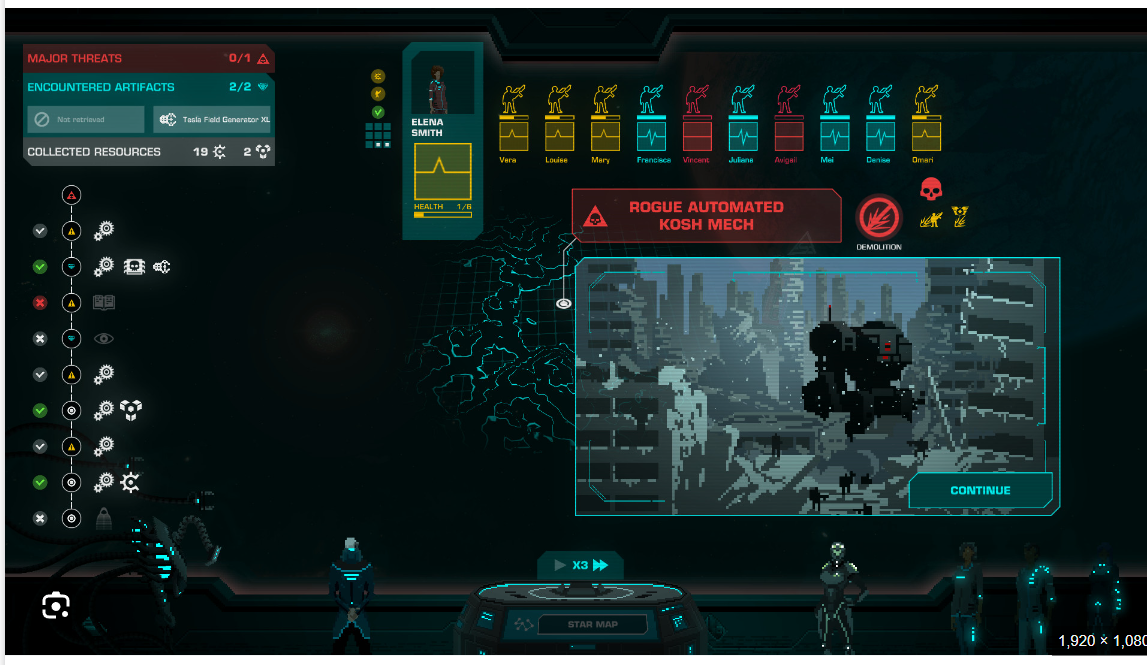 MAJOR THREATS 0/1
ENCOUNTERED ARTIFACTS 2/2
Not retrieved Tesla Field Generator XL
COLLECTED RESOURCES 19 2
ELENA
SMITH
HEALTH 1/6
Vera Louise Mery Francisca Vincent Juliana Avigail Mei Denise Omari
ROGUE AUTOMATED
KOSH MECH
DEMOLITION
CONTINUE
X3
STAR MAP
1,920 × 1,080